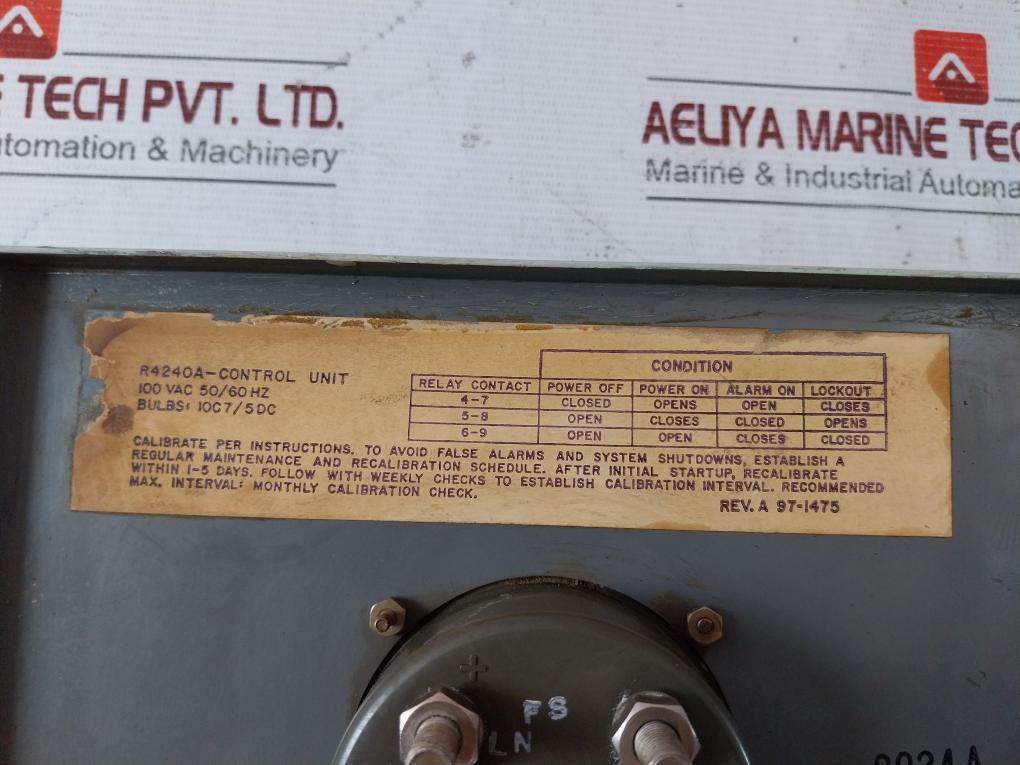 E TECH PVT. LTD.
utomation & Machinery
AELIYA MARINE TEC
Marine & Industrial Automa
R4240A-CONTROL UNIT
100 VAC 50/60 HZ
BULBS: 10C7/5DC
CONDITION
RELAY CONTACT POWER OFF POWER ON ALARM ON LOCKOUT
4-7 CLOSED OPENS OPEN CLOSES
5-8 OPEN CLOSES CLOSED OPENS
6-9 OPEN OPEN CLOSES CLOSED
CALIBRATE PER INSTRUCTIONS. TO AVOID FALSE ALARMS AND SYSTEM SHUTDOWNS, ESTABLISH A
REGULAR MAINTENANCE AND RECALIBRATION SCHEDULE. AFTER INITIAL STARTUP, RECALIBRATE
WITHIN 1-5 DAYS. FOLLOW WITH WEEKLY CHECKS TO ESTABLISH CALIBRATION INTERVAL. RECOMMENDED
MAX. INTERVAL: MONTHLY CALIBRATION CHECK.
REV. A 97-1475
+
FS
LN